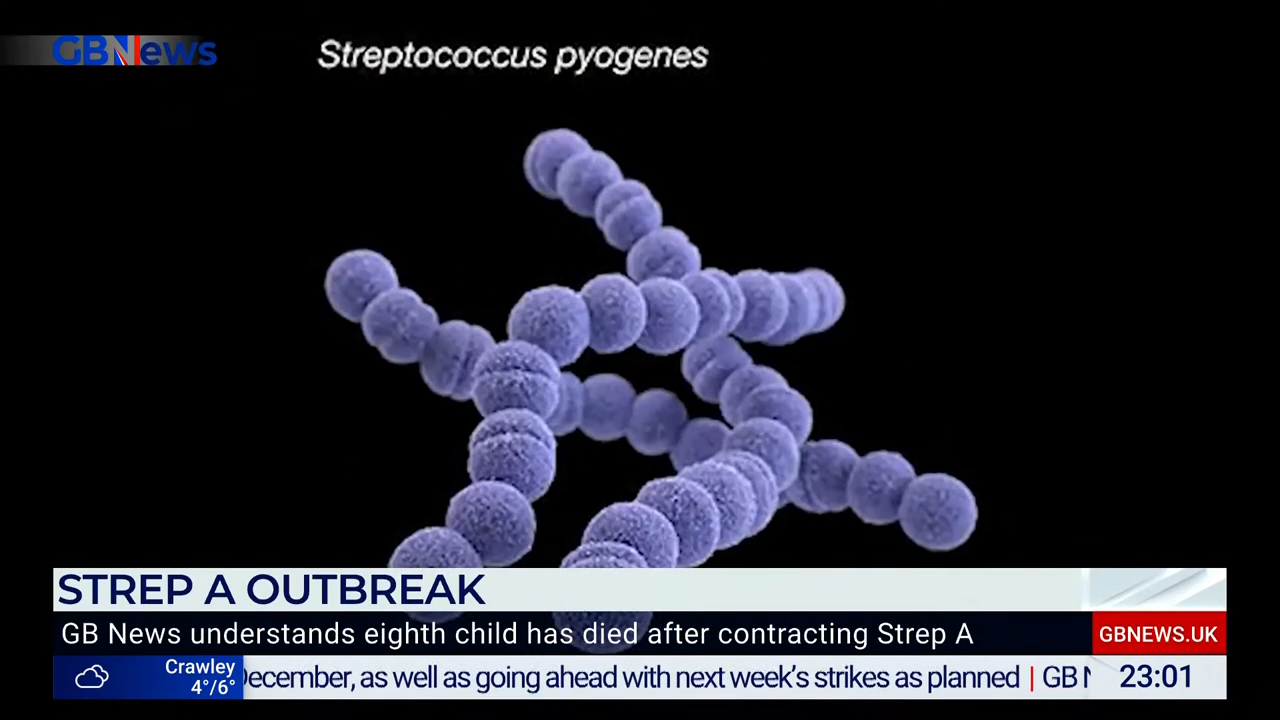 GBNews
Streptococcus pyogenes
STREP A OUTBREAK
GB News understands eighth child has died after contracting Strep A
GBNEWS.UK
Crawley
4°/6°
December, as well as going ahead with next week's strikes as planned | GB N
23:01